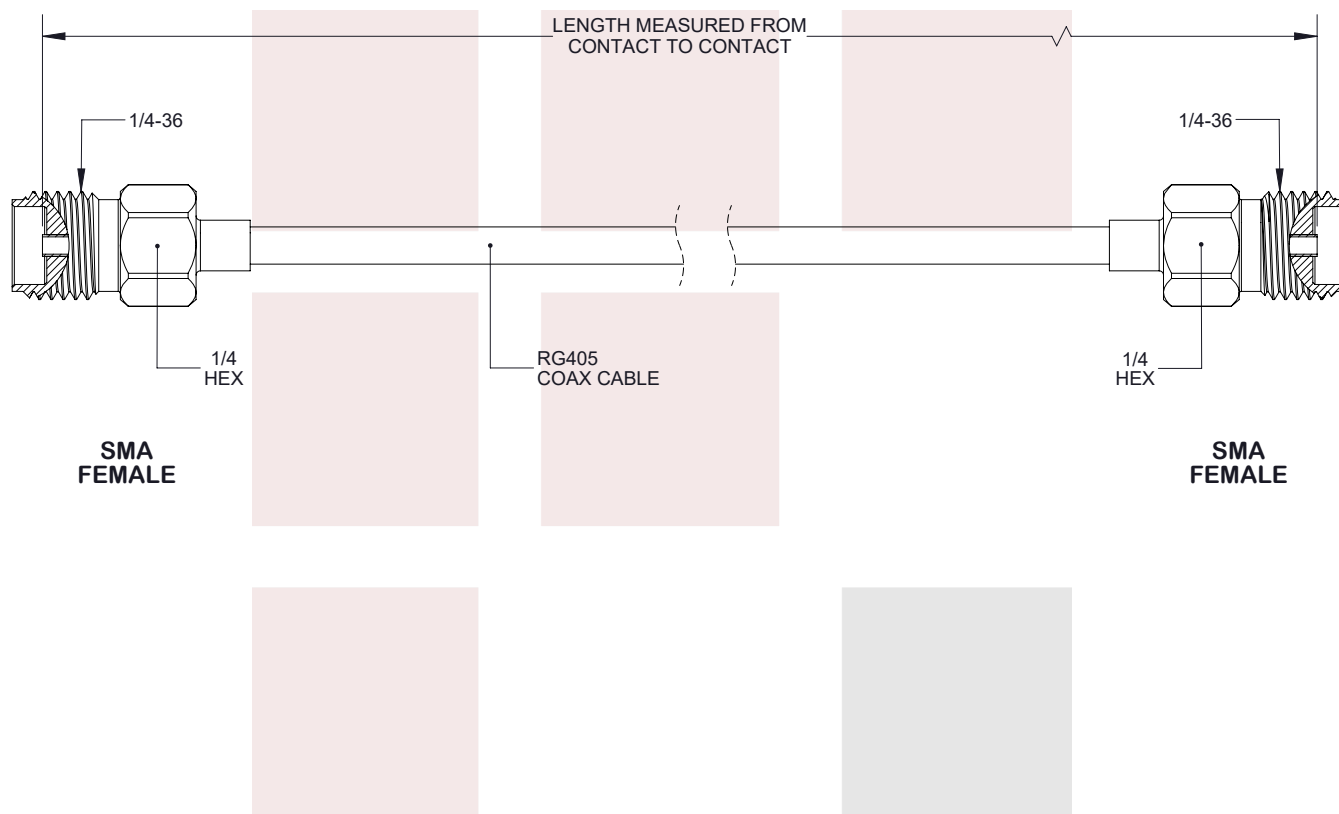 LENGTH MEASURED FROM
CONTACT TO CONTACT
1/4-36
1/4-36
1/4
HEX
RG405
COAX CABLE
1/4
HEX
SMA
FEMALE
SMA
FEMALE